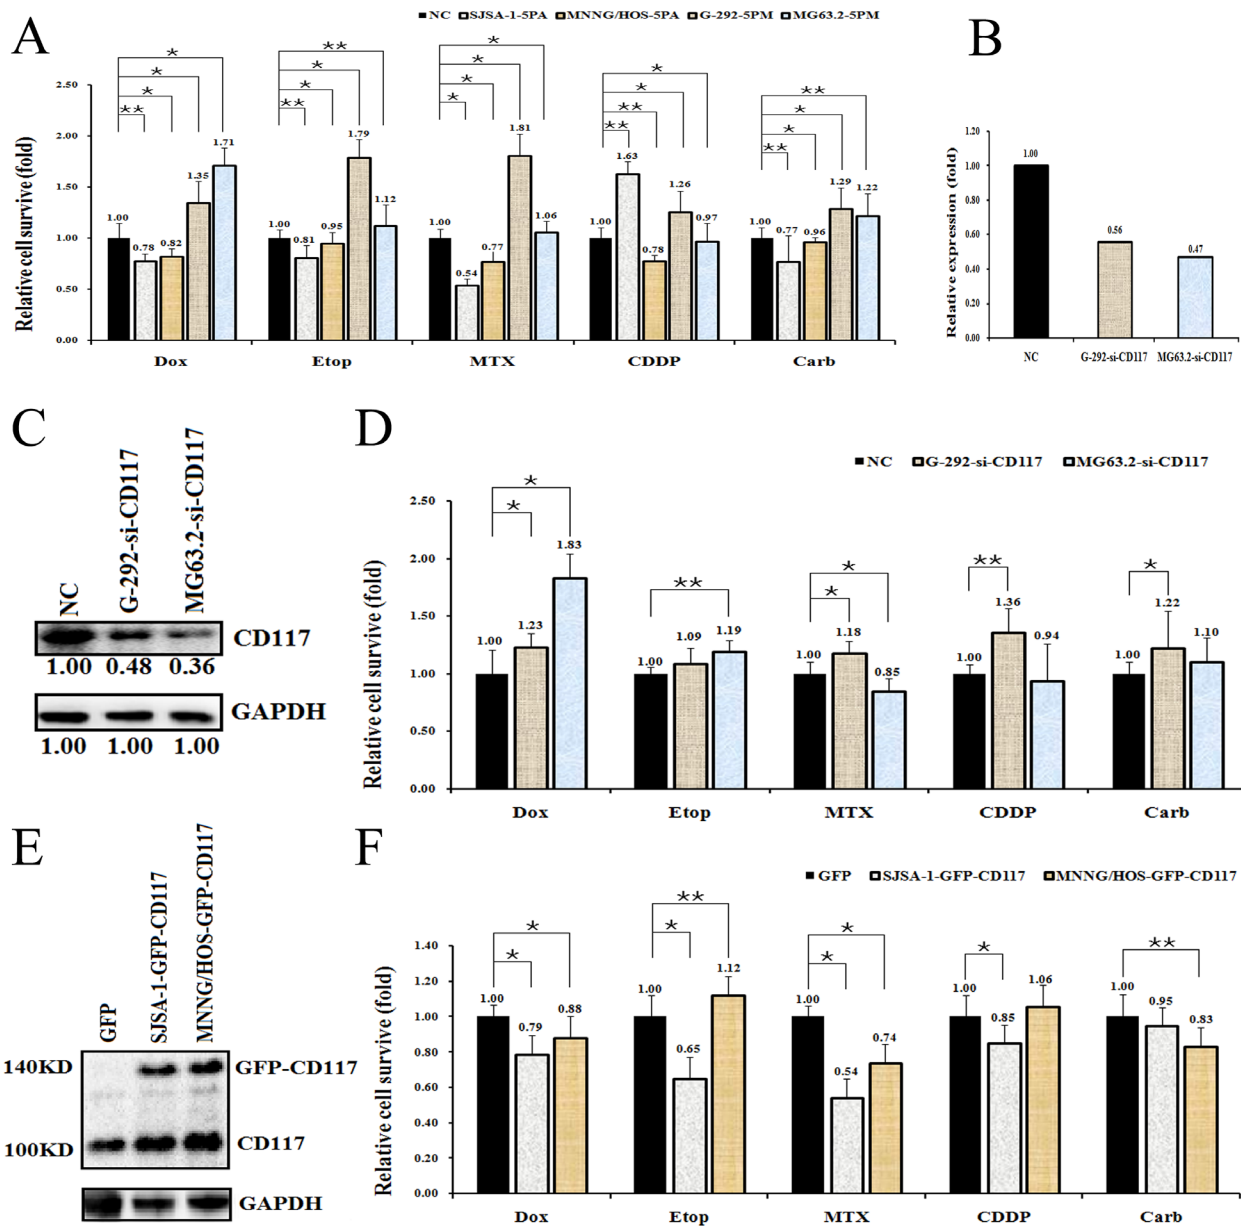 A
NC SJSA-1-5PA MNNG/HOS-5PA G-292-5PM MG63.2-5PM
Relative cell survive (fold)
2.50
2.00
1.50
1.00
0.50
0.00
* * * **
** * * **
* * * *
* * ** **
** * * **
1.00 0.78 0.82 1.35 1.71
1.00 0.81 0.95 1.79 1.12
1.00 0.54 0.77 1.81 1.06
1.00 1.63 0.78 1.26 0.97
1.00 0.77 0.96 1.29 1.22
Dox Etop MTX CDDP Carb
B
Relative expression (fold)
1.20
1.00
0.80
0.60
0.40
0.20
0.00
1.00 0.56 0.47
NC G-292-si-CD117 MG63.2-si-CD117
C
NC
G-292-si-CD117
MG63.2-si-CD117
CD117
1.00 0.48 0.36
GAPDH
1.00 1.00 1.00
D
NC G-292-si-CD117 MG63.2-si-CD117
Relative cell survive (fold)
2.50
2.00
1.50
1.00
0.50
0.00
* *
**
* *
**
*
1.00 1.23 1.83
1.00 1.09 1.19
1.00 1.18 0.85
1.00 1.36 0.94
1.00 1.22 1.10
Dox Etop MTX CDDP Carb
E
GFP
SJSA-1-GFP-CD117
MNNG/HOS-GFP-CD117
140KD GFP-CD117
100KD CD117
GAPDH
F
GFP SJSA-1-GFP-CD117 MNNG/HOS-GFP-CD117
Relative cell survive (fold)
1.40
1.20
1.00
0.80
0.60
0.40
0.20
0.00
* *
* **
* *
*
**
1.00 0.79 0.88
1.00 0.65 1.12
1.00 0.54 0.74
1.00 0.85 1.06
1.00 0.95 0.83
Dox Etop MTX CDDP Carb